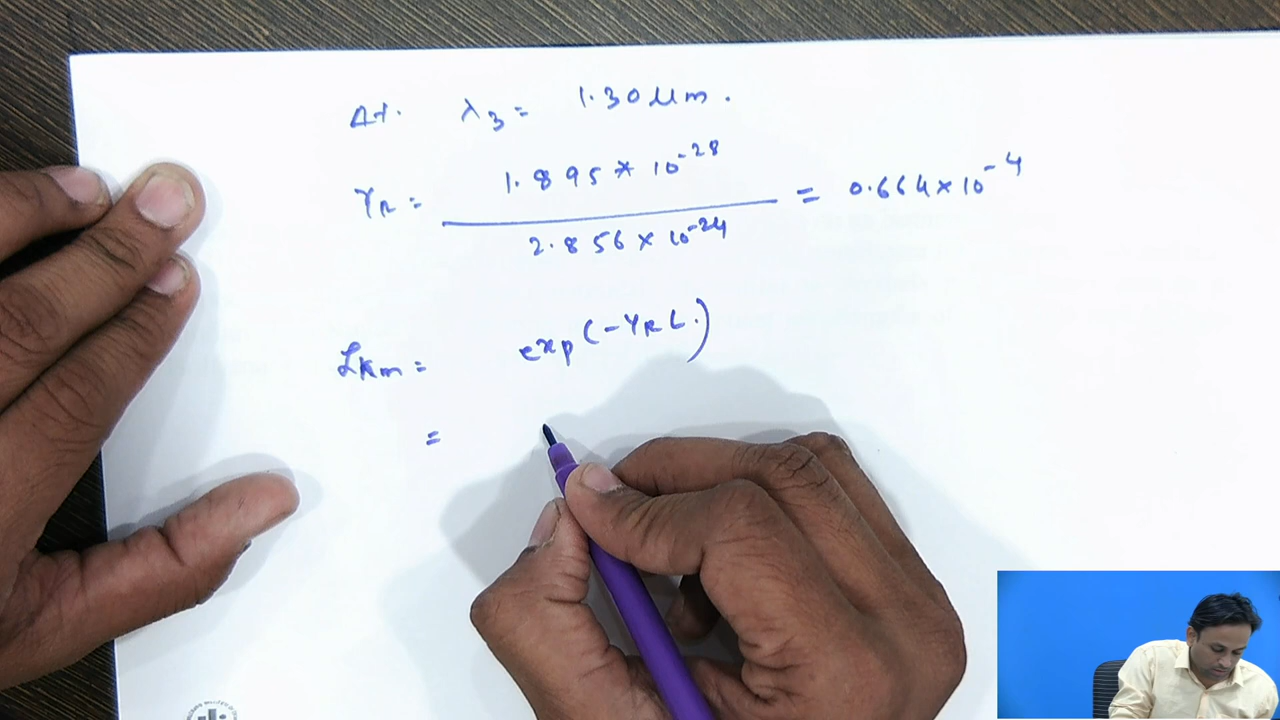 At. λ3 = 1.30 μm.
γR = 1.895 * 10^-28 / 2.856 × 10^-24 = 0.664 × 10^-4
ℒKm = exp(-γR L.)
=